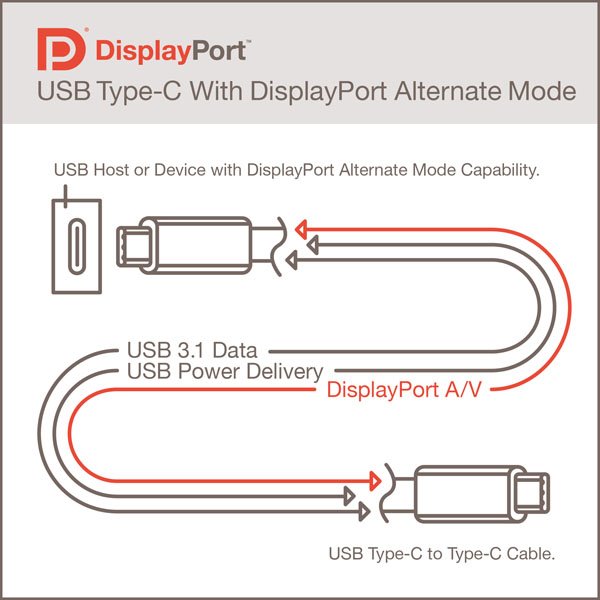 DisplayPort™
USB Type-C With DisplayPort Alternate Mode
USB Host or Device with DisplayPort Alternate Mode Capability.
USB 3.1 Data
USB Power Delivery
DisplayPort A/V
USB Type-C to Type-C Cable.